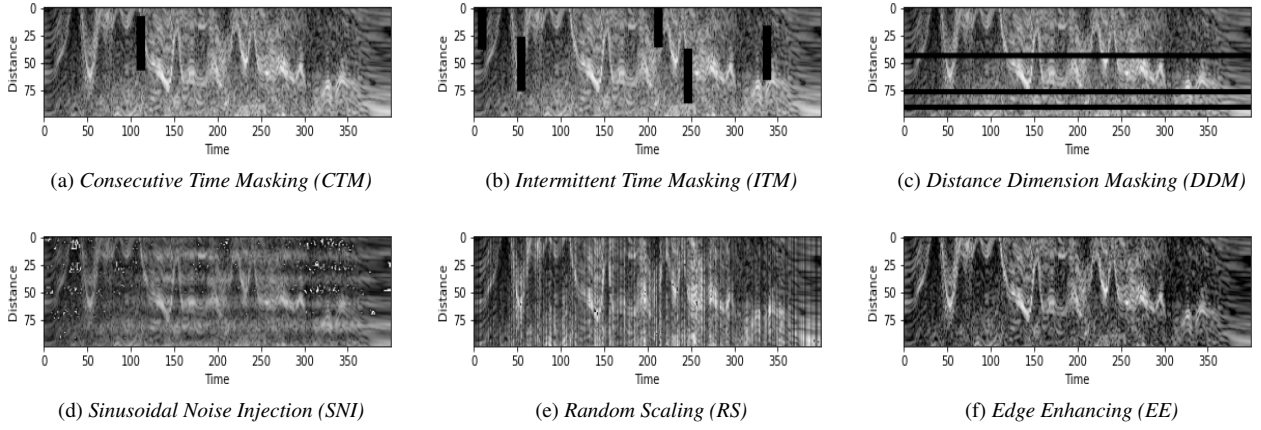 0
25
50
75
Distance
0 50 100 150 200 250 300 350
Time
(a) Consecutive Time Masking (CTM)
0
25
50
75
Distance
0 50 100 150 200 250 300 350
Time
(b) Intermittent Time Masking (ITM)
0
25
50
75
Distance
0 50 100 150 200 250 300 350
Time
(c) Distance Dimension Masking (DDM)
0
25
50
75
Distance
0 50 100 150 200 250 300 350
Time
(d) Sinusoidal Noise Injection (SNI)
0
25
50
75
Distance
0 50 100 150 200 250 300 350
Time
(e) Random Scaling (RS)
0
25
50
75
Distance
0 50 100 150 200 250 300 350
Time
(f) Edge Enhancing (EE)